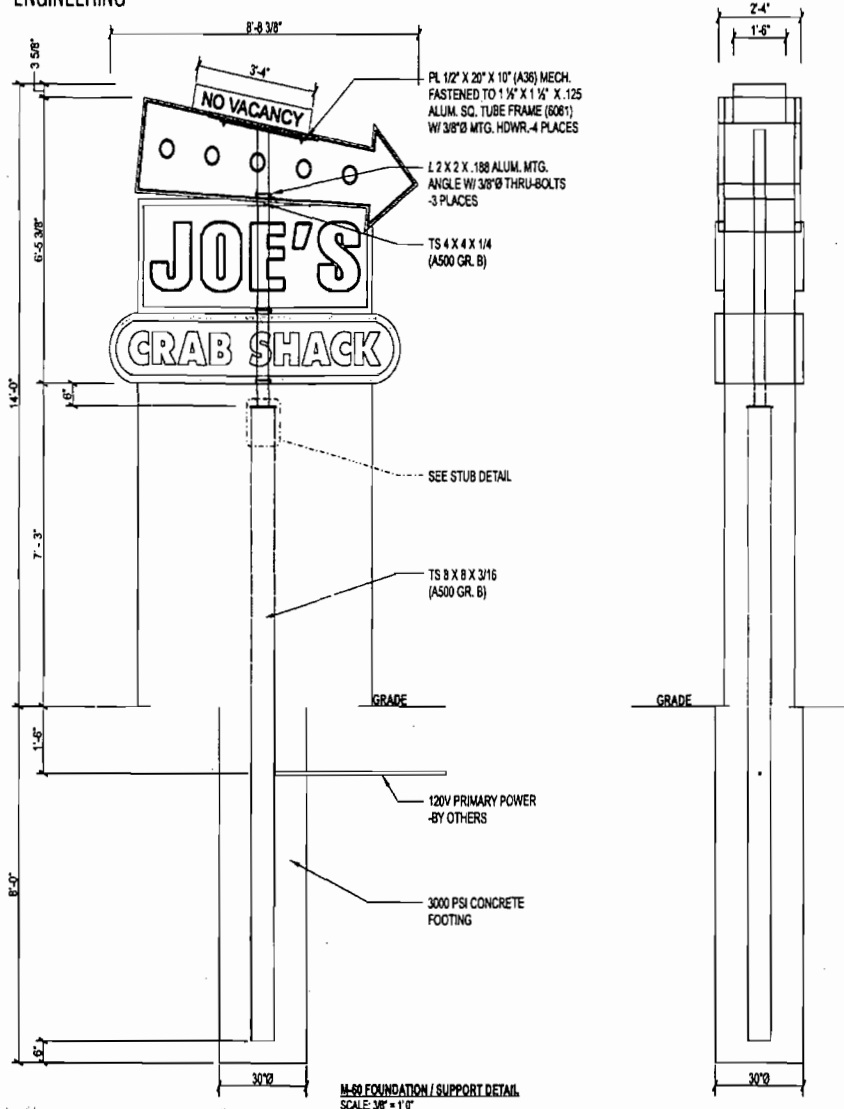 ENGINEERING
8'-8 3/8"
2'-4"
1'-6"
3 5/8"
3'-4"
NO VACANCY
PL 1/2" X 20" X 10" (A36) MECH.
FASTENED TO 1 ½" X 1 ½" X .125
ALUM. SQ. TUBE FRAME (6061)
W/ 3/8"Ø MTG. HDWR.-4 PLACES
L 2 X 2 X .188 ALUM. MTG.
ANGLE W/ 3/8"Ø THRU-BOLTS
-3 PLACES
6'-5 3/8"
JOE'S
TS 4 X 4 X 1/4
(A500 GR. B)
CRAB SHACK
14'-0"
6"
SEE STUB DETAIL
7'-3"
TS 8 X 8 X 3/16
(A500 GR. B)
GRADE
GRADE
1'-6"
120V PRIMARY POWER
-BY OTHERS
8'-0"
3000 PSI CONCRETE
FOOTING
6"
30"Ø
30"Ø
M-60 FOUNDATION / SUPPORT DETAIL
SCALE: 3/8" = 1'0"